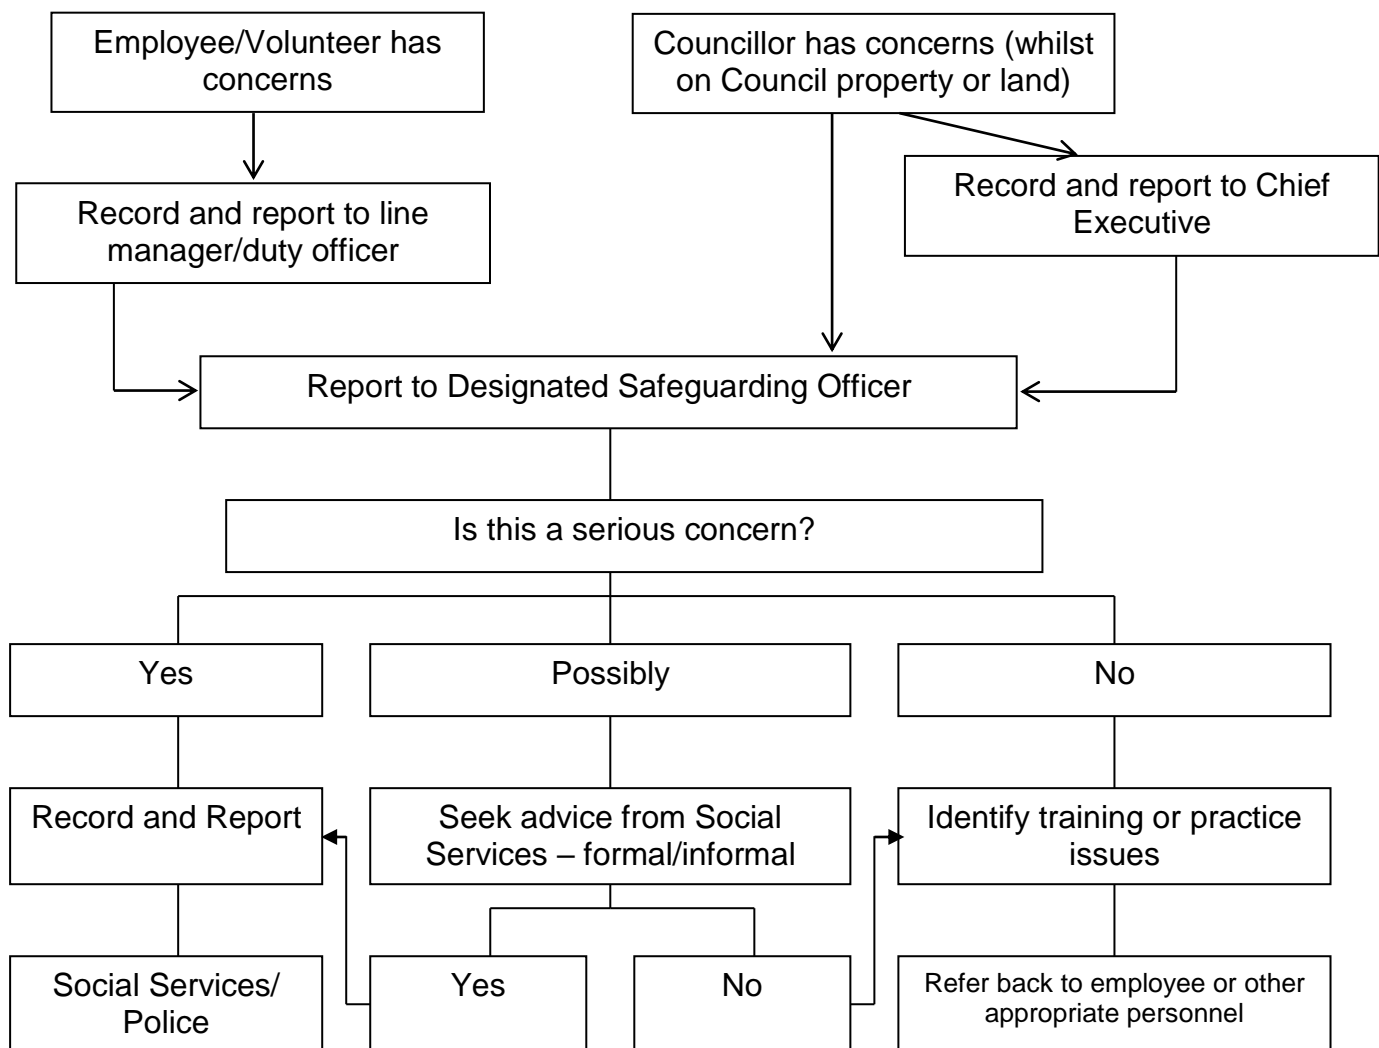 Employee/Volunteer has
concerns
Councillor has concerns (whilst
on Council property or land)
Record and report to line
manager/duty officer
Record and report to Chief
Executive
Report to Designated Safeguarding Officer
Is this a serious concern?
Yes
Possibly
No
Record and Report
Seek advice from Social
Services – formal/informal
Identify training or practice
issues
Social Services/
Police
Yes
No
Refer back to employee or other
appropriate personnel